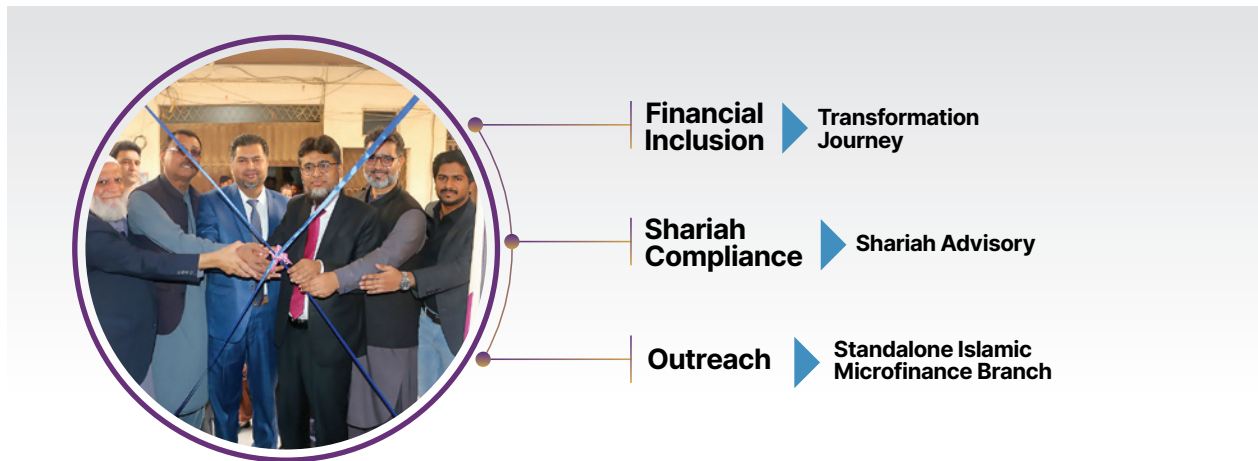 Financial
Inclusion
Transformation
Journey
Shariah
Compliance
Shariah Advisory
Outreach
Standalone Islamic
Microfinance Branch